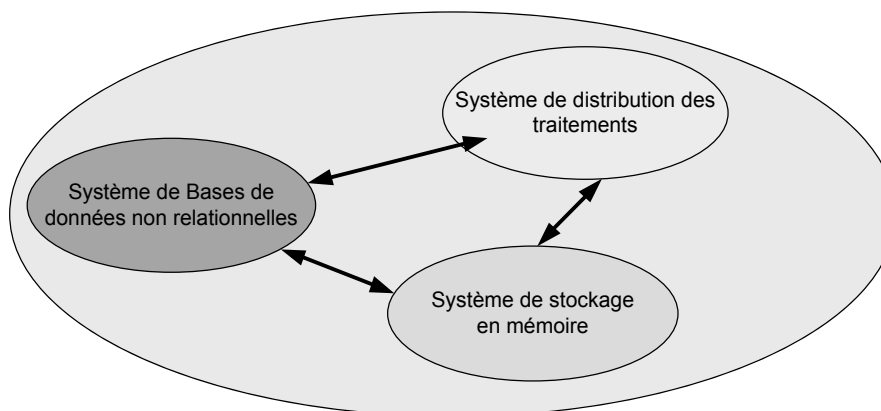 Système de distribution des
traitements
Système de Bases de
données non relationnelles
Système de stockage
en mémoire